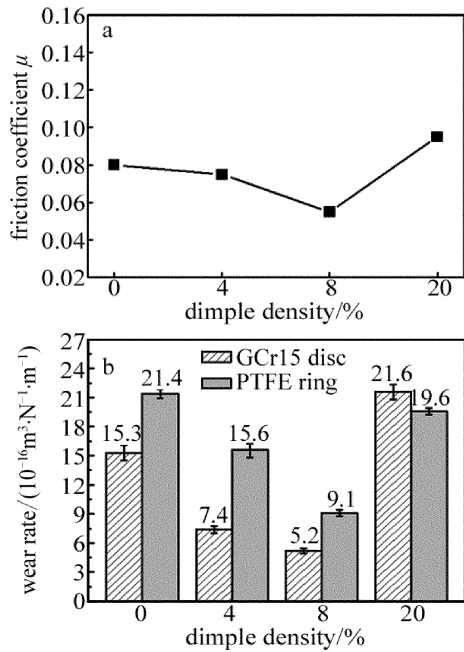 a
friction coefficient μ
0.16
0.14
0.12
0.10
0.08
0.06
0.04
0.02
0 4 8 20
dimple density/%
b
wear rate/(10⁻¹⁶m³·N⁻¹·m⁻¹)
27
24
21
18
15
12
9
6
3
0
GCr15 disc
PTFE ring
15.3 21.4 7.4 15.6 5.2 9.1 21.6 19.6
0 4 8 20
dimple density/%